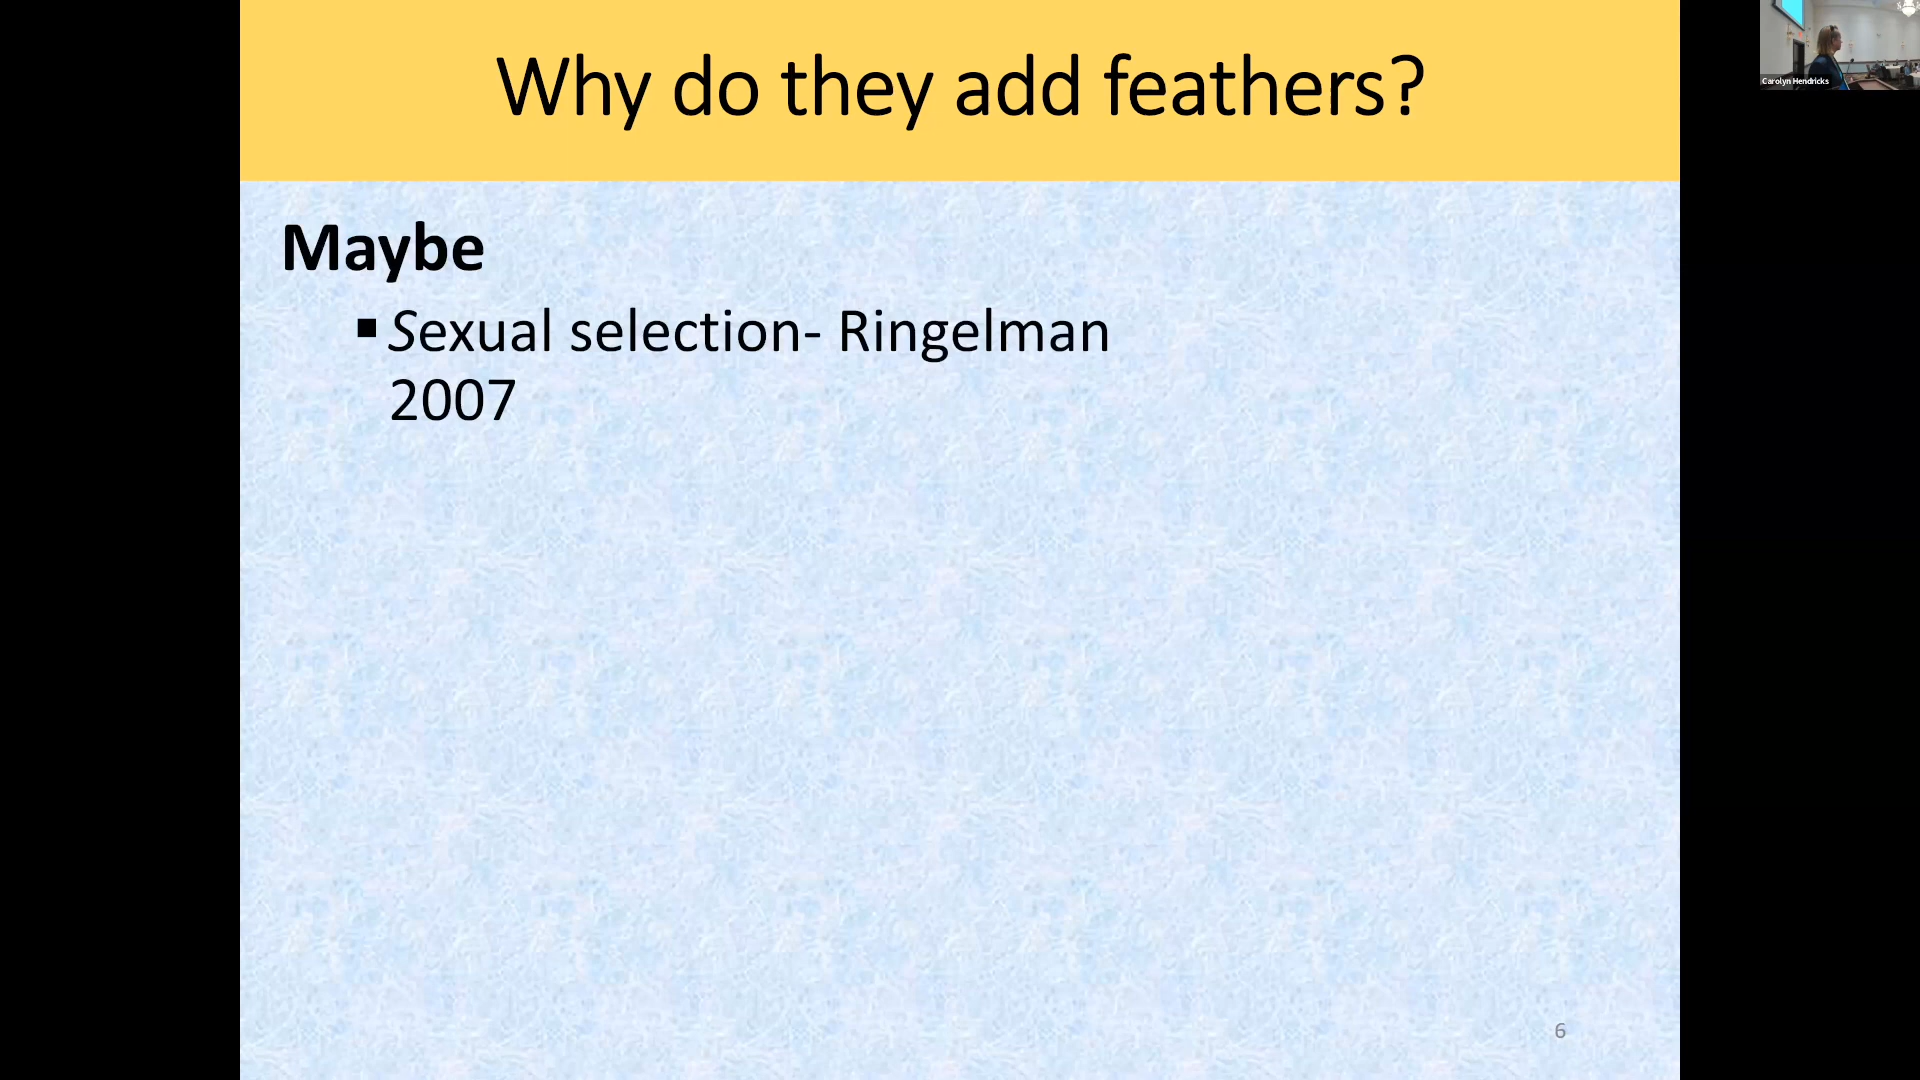 Why do they add feathers?
Carolyn Hendricks
Maybe
▪ Sexual selection- Ringelman
2007
6